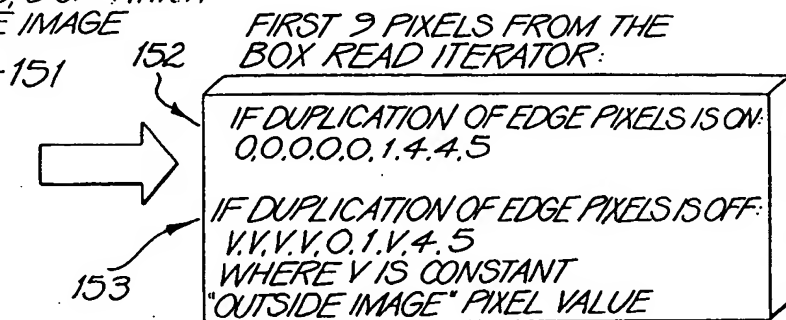 E IMAGE
151
152
FIRST 9 PIXELS FROM THE
BOX READ ITERATOR:
IF DUPLICATION OF EDGE PIXELS IS ON:
0,0,0,0,0,1,4,4,5
IF DUPLICATION OF EDGE PIXELS IS OFF:
V,V,V,V,0,1,V,4,5
WHERE V IS CONSTANT
"OUTSIDE IMAGE" PIXEL VALUE
153